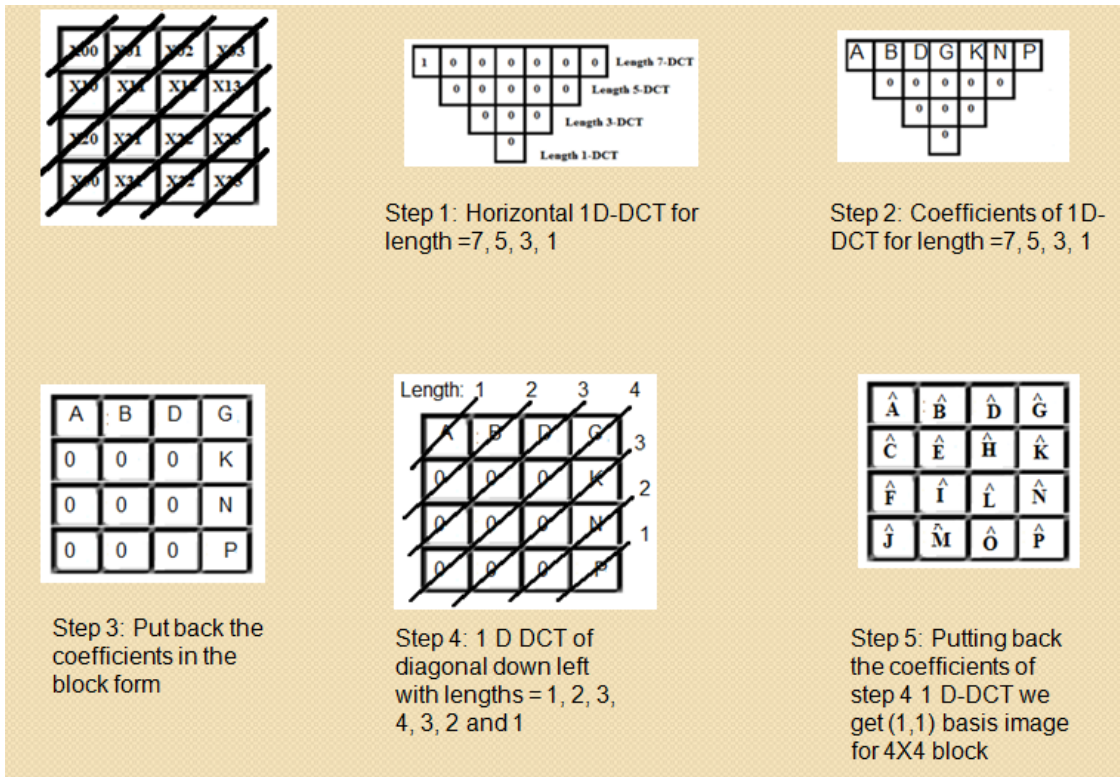 X00 X01 X02 X03
X10 X11 X12 X13
X20 X21 X22 X23
X30 X31 X32 X33
1 0 0 0 0 0 0 Length 7-DCT
0 0 0 0 0 Length 5-DCT
0 0 0 Length 3-DCT
0 Length 1-DCT
Step 1: Horizontal 1D-DCT for
length =7, 5, 3, 1
A B D G K N P
0 0 0 0 0
0 0 0
0
Step 2: Coefficients of 1D-
DCT for length =7, 5, 3, 1
A B D G
0 0 0 K
0 0 0 N
0 0 0 P
Step 3: Put back the
coefficients in the
block form
Length: 1 2 3 4
A B D G
3
0 0 0 K
2
0 0 0 N
1
0 0 0 P
Step 4: 1 D DCT of
diagonal down left
with lengths = 1, 2, 3,
4, 3, 2 and 1
Â B̂ D̂ Ĝ
Ĉ Ê Ĥ K̂
F̂ Î L̂ N̂
Ĵ M̂ Ô P̂
Step 5: Putting back
the coefficients of
step 4 1 D-DCT we
get (1,1) basis image
for 4X4 block